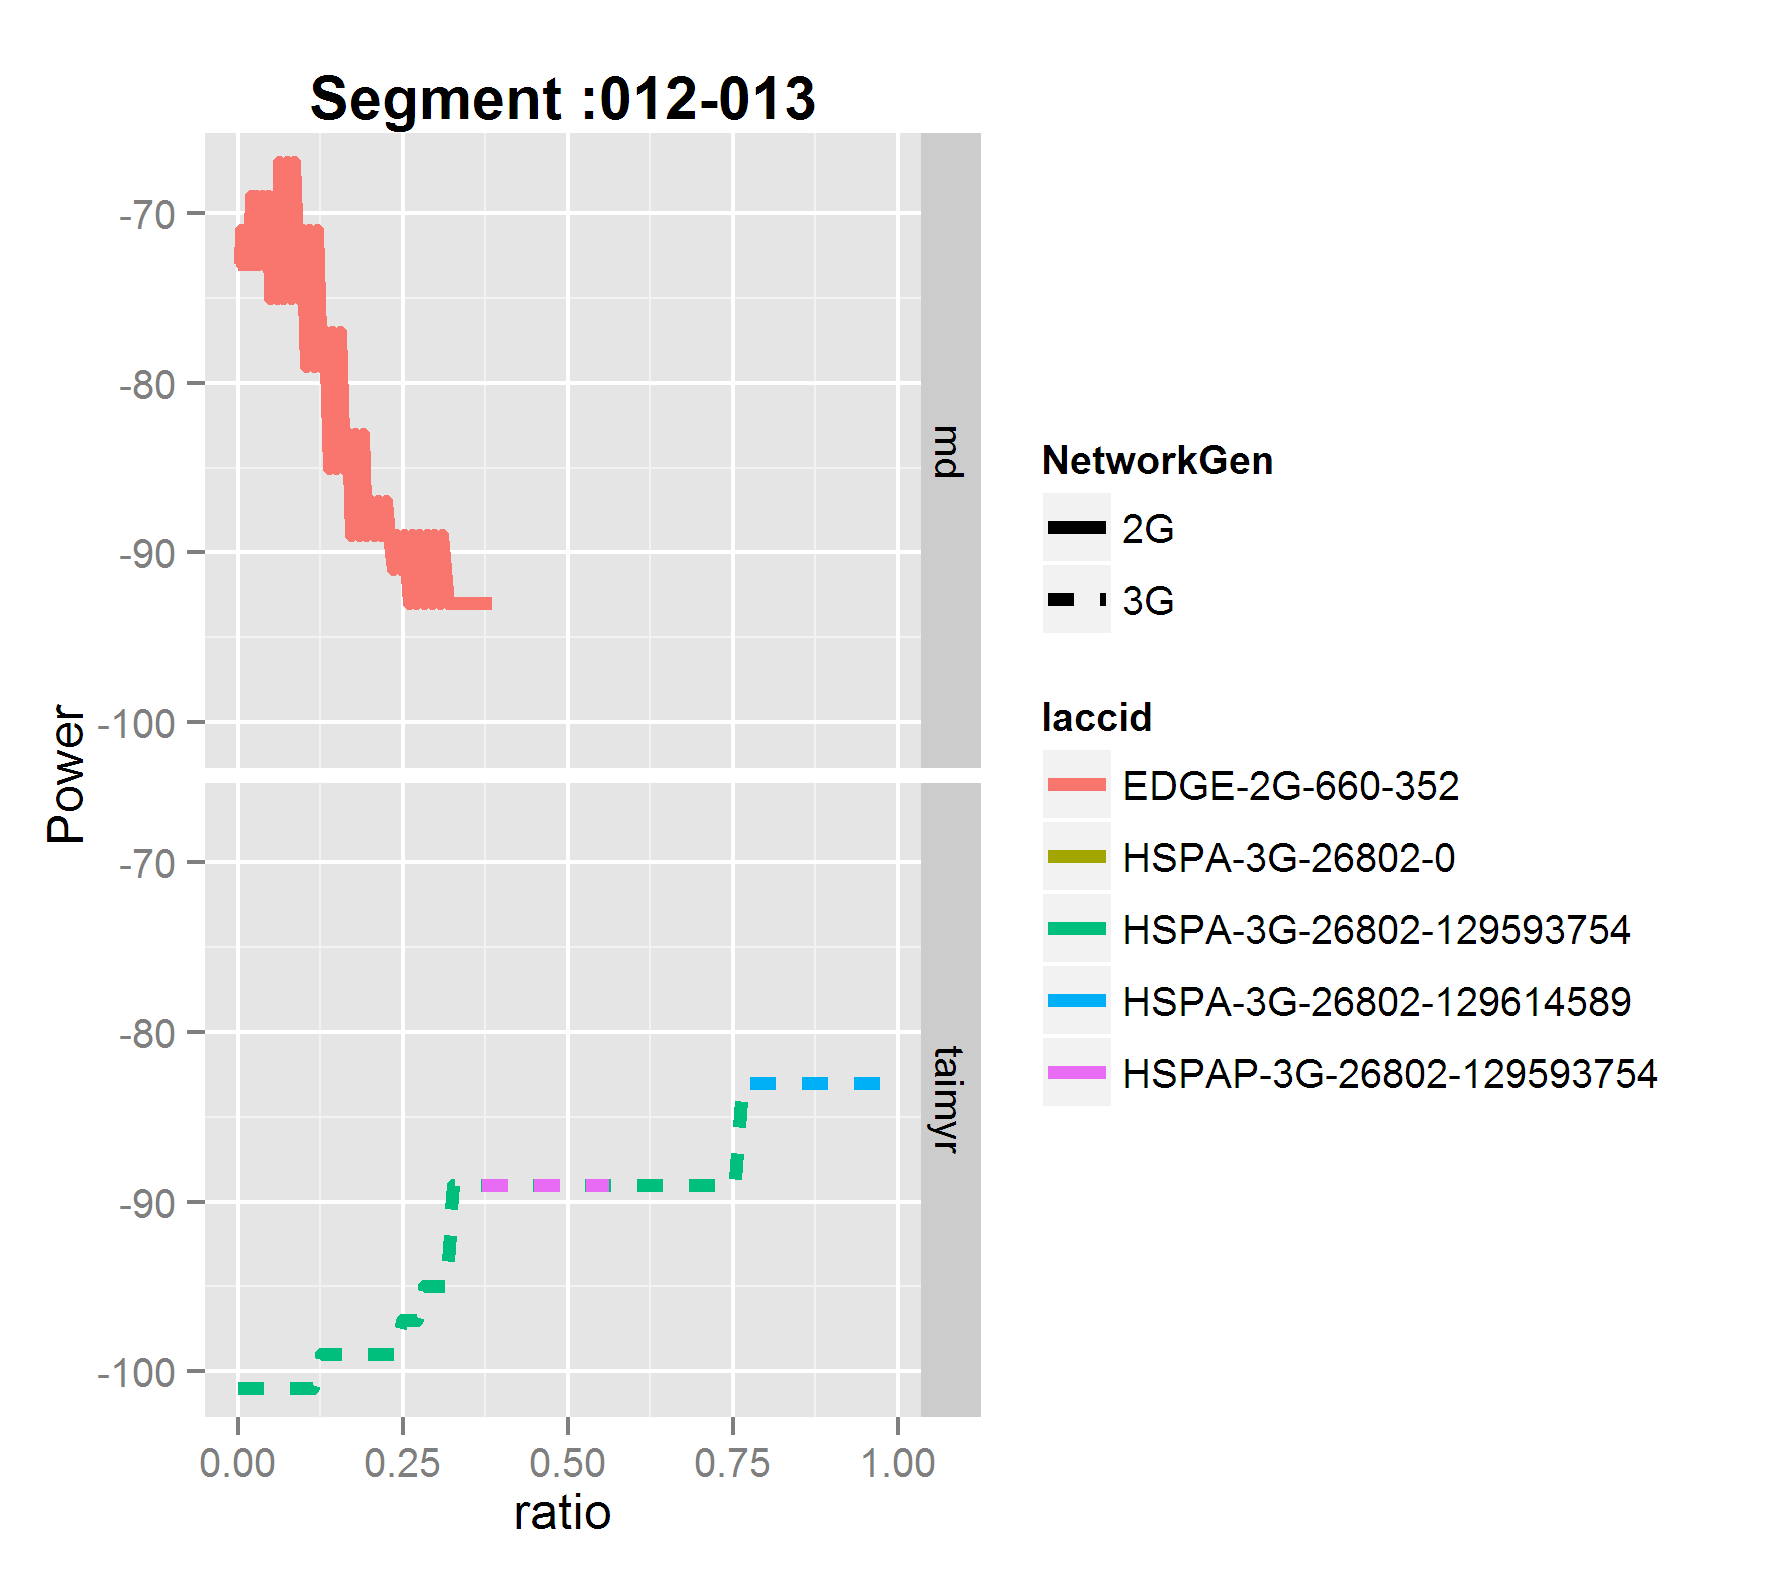 Segment :012-013
-70
-80
-90
-100
md
Power
-70
-80
-90
-100
taimyr
0.00 0.25 0.50 0.75 1.00
ratio
NetworkGen
2G
3G
laccid
EDGE-2G-660-352
HSPA-3G-26802-0
HSPA-3G-26802-129593754
HSPA-3G-26802-129614589
HSPAP-3G-26802-129593754